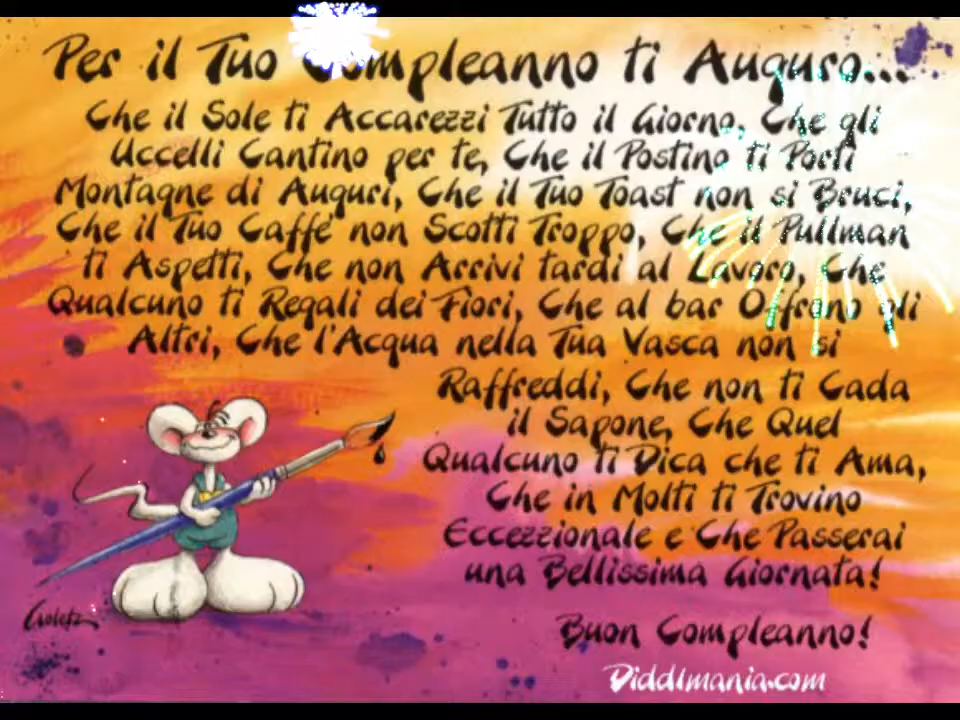 Per il Tuo Compleanno ti Auguro...
Che il Sole ti Accarezzi Tutto il Giorno, Che gli
Uccelli Cantino per te, Che il Postino ti Porti
Montagne di Auguri, Che il Tuo Toast non si Bruci,
Che il Tuo Caffè non Scotti Troppo, Che il Pullman
ti Aspetti, Che non Arrivi tardi al Lavoro, Che
Qualcuno ti Regali dei Fiori, Che al bar Offrono gli
Altri, Che l'Acqua nella Tua Vasca non si
Raffreddi, Che non ti Cada
il Sapone, Che Quel
Qualcuno ti Dica che ti Ama,
Che in Molti ti Trovino
Eccezzionale e Che Passerai
una Bellissima Giornata!
Buon Compleanno!
Diddlmania.com